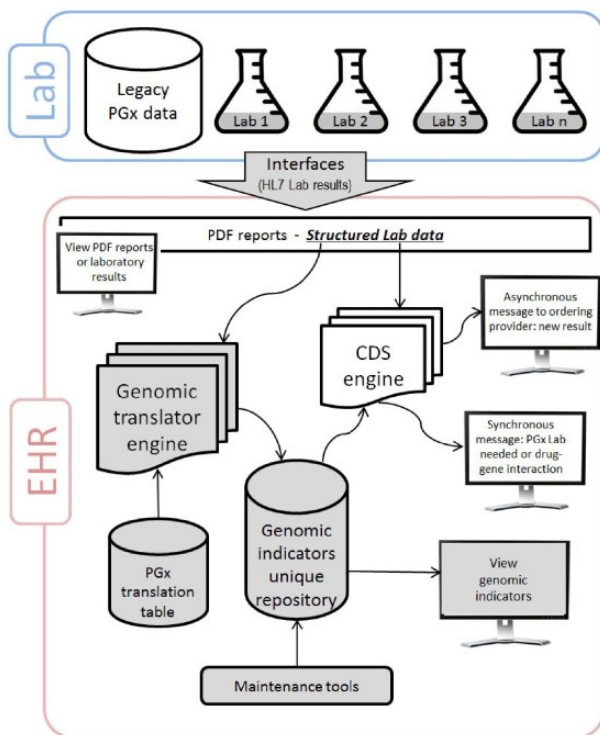 Lab
Legacy
PGx data
Lab 1
Lab 2
Lab 3
Lab n
Interfaces
(HL7 Lab results)
EHR
PDF reports - Structured Lab data
View PDF reports
or laboratory
results
Asynchronous
message to ordering
provider: new result
CDS
engine
Genomic
translator
engine
Synchronous
message: PGx Lab
needed or drug-
gene interaction
Genomic
indicators
unique
repository
PGx
translation
table
View
genomic
indicators
Maintenance tools